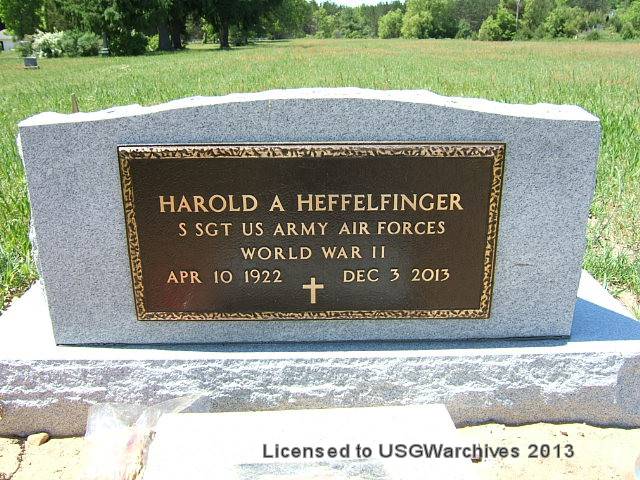 HAROLD A HEFFELFINGER
S SGT US ARMY AIR FORCES
WORLD WAR II
APR 10 1922 DEC 3 2013
Licensed to USGWarchives 2013